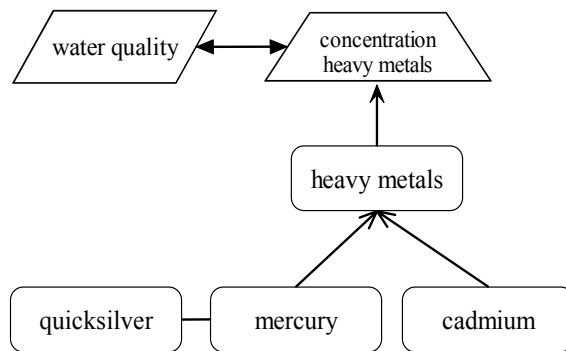 water quality
concentration
heavy metals
heavy metals
quicksilver
mercury
cadmium